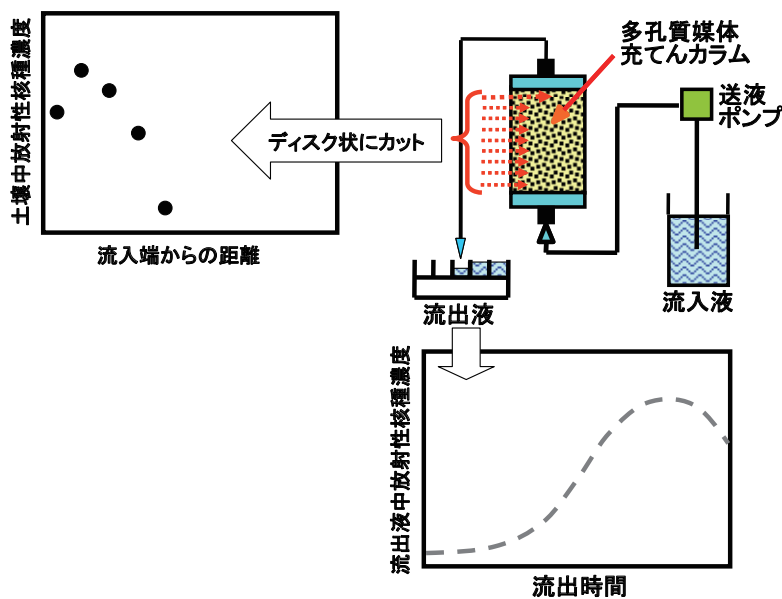 土壌中放射性核種濃度
流入端からの距離
ディスク状にカット
多孔質媒体
充てんカラム
送液
ポンプ
流入液
流出液
流出液中放射性核種濃度
流出時間